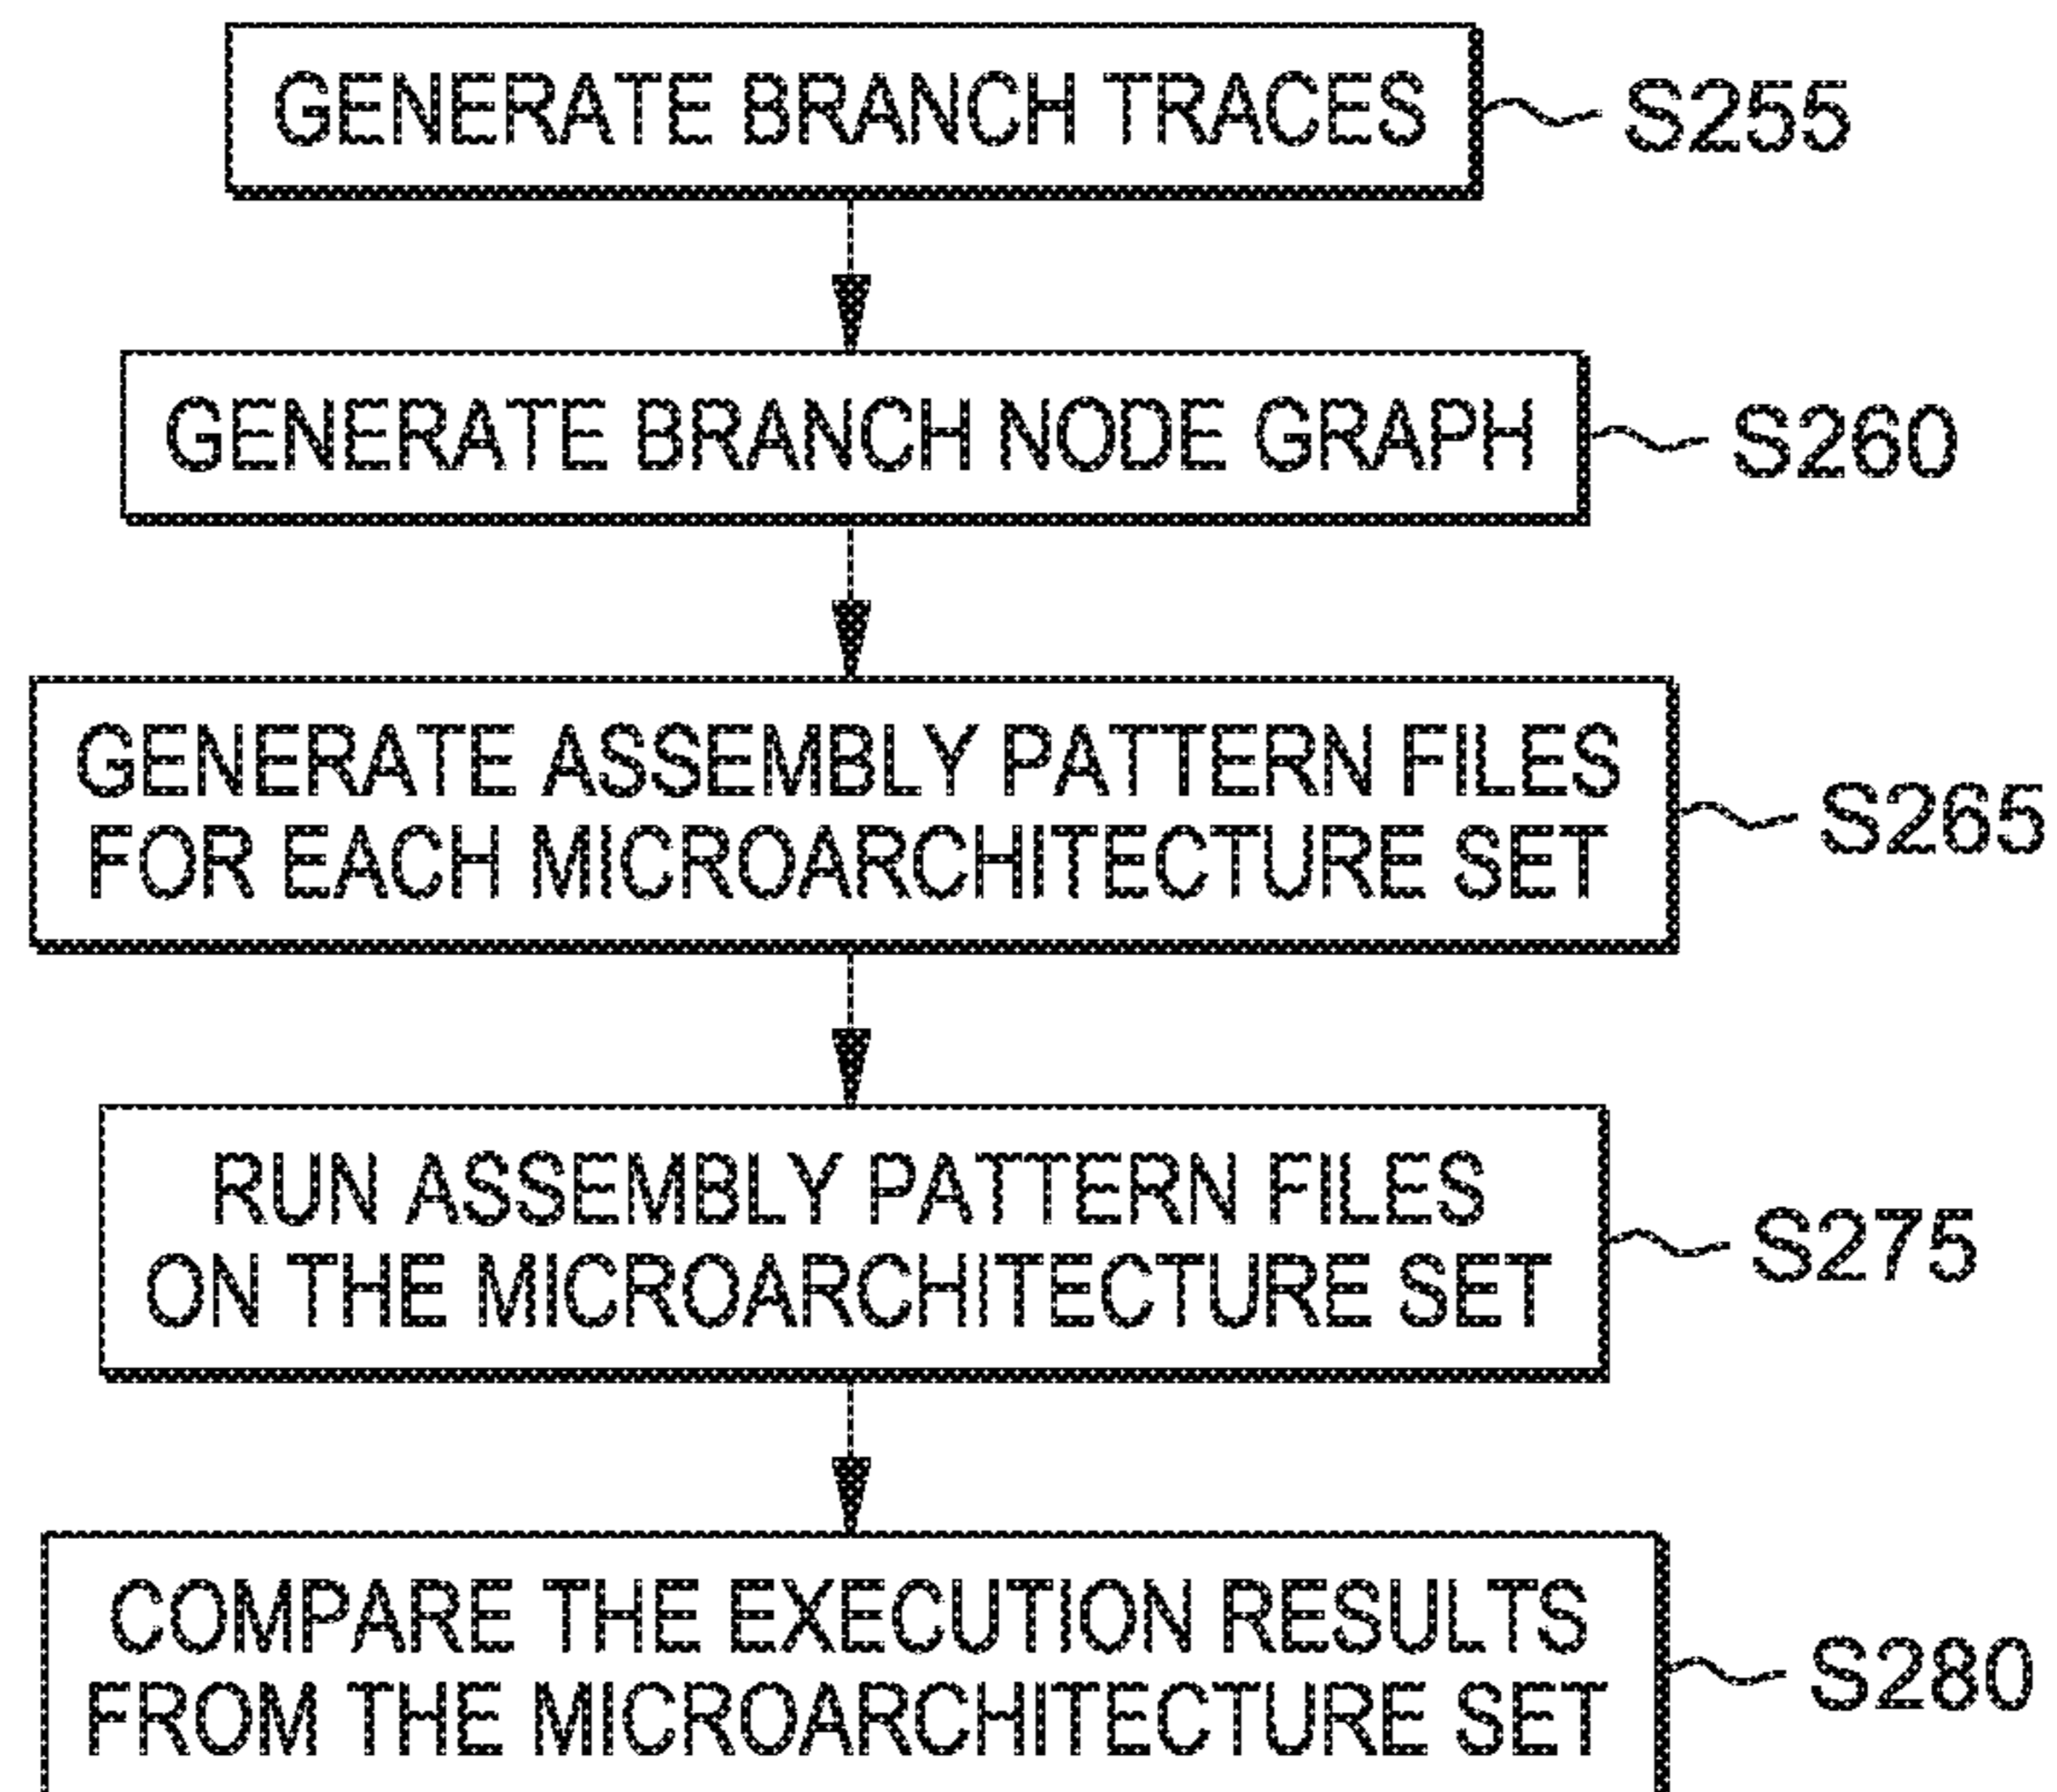 GENERATE BRANCH TRACES
S255
GENERATE BRANCH NODE GRAPH
S260
GENERATE ASSEMBLY PATTERN FILES
FOR EACH MICROARCHITECTURE SET
S265
RUN ASSEMBLY PATTERN FILES
ON THE MICROARCHITECTURE SET
S275
COMPARE THE EXECUTION RESULTS
FROM THE MICROARCHITECTURE SET
S280